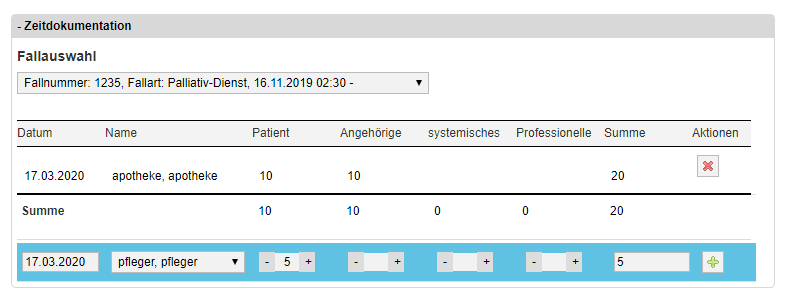 - Zeitdokumentation
Fallauswahl
Fallnummer: 1235, Fallart: Palliativ-Dienst, 16.11.2019 02:30 -
Datum Name Patient Angehörige systemisches Professionelle Summe Aktionen
17.03.2020 apotheke, apotheke 10 10 20
Summe 10 10 0 0 20
17.03.2020 pfleger, pfleger - 5 + - + - + - + 5